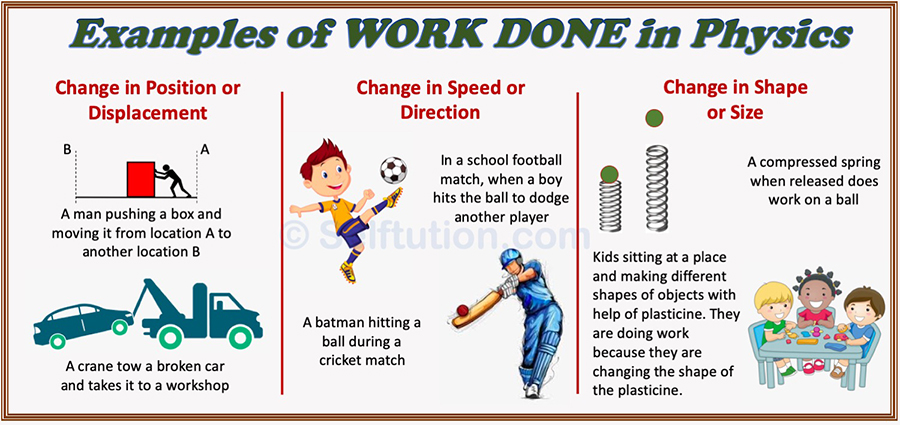 Examples of WORK DONE in Physics
Change in Position or
Displacement
B
A
A man pushing a box and
moving it from location A to
another location B
A crane tow a broken car
and takes it to a workshop
Change in Speed or
Direction
In a school football
match, when a boy
hits the ball to dodge
another player
© Selftution.com
A batman hitting a
ball during a
cricket match
Change in Shape
or Size
A compressed spring
when released does
work on a ball
Kids sitting at a place
and making different
shapes of objects with
help of plasticine. They
are doing work
because they are
changing the shape of
the plasticine.